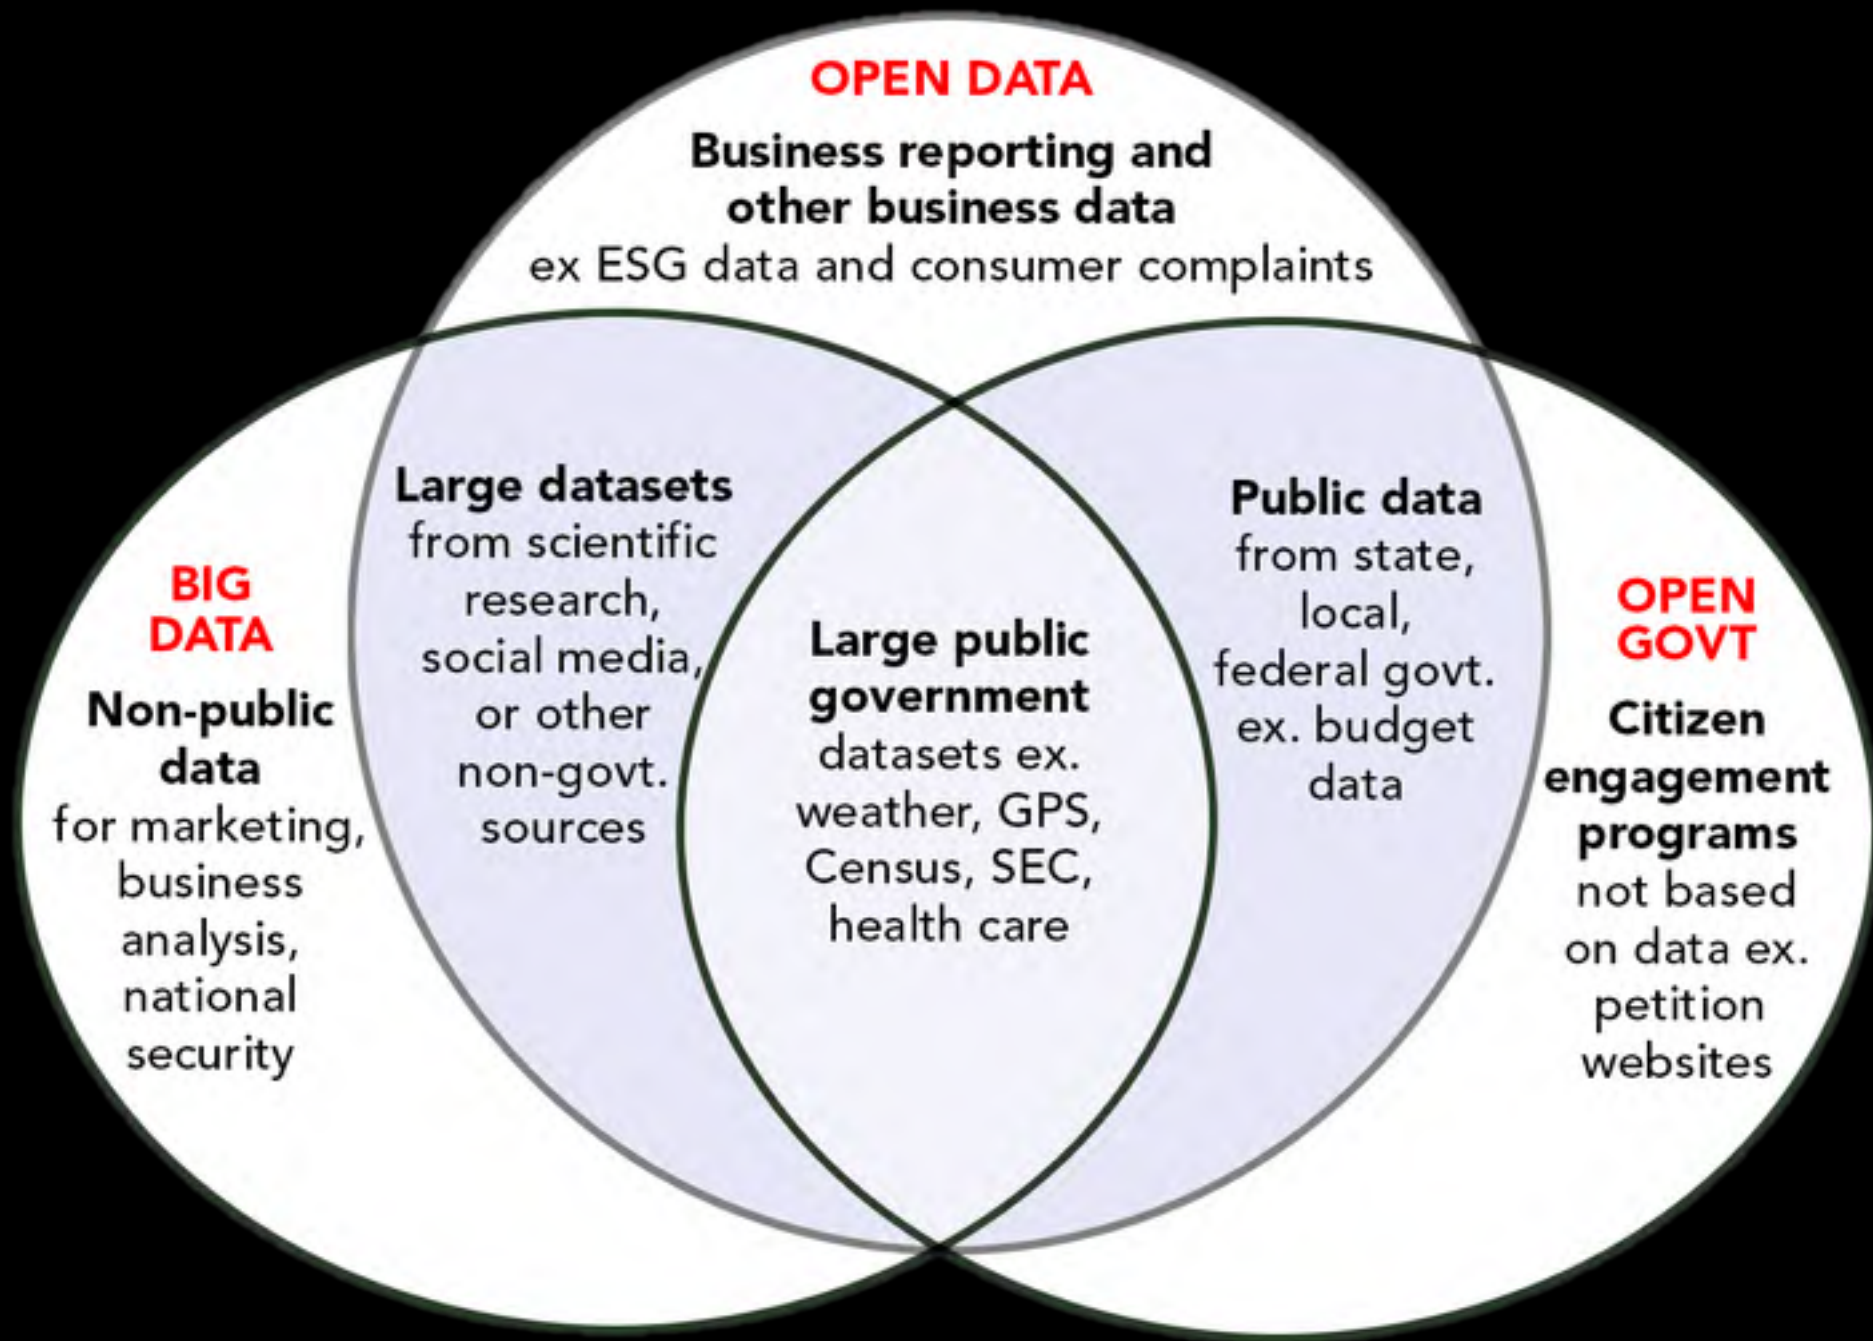 OPEN DATA
Business reporting and
other business data
ex ESG data and consumer complaints
BIG
DATA
Non-public
data
for marketing,
business
analysis,
national
security
Large datasets
from scientific
research,
social media,
or other
non-govt.
sources
Large public
government
datasets ex.
weather, GPS,
Census, SEC,
health care
Public data
from state,
local,
federal govt.
ex. budget
data
OPEN
GOVT
Citizen
engagement
programs
not based
on data ex.
petition
websites